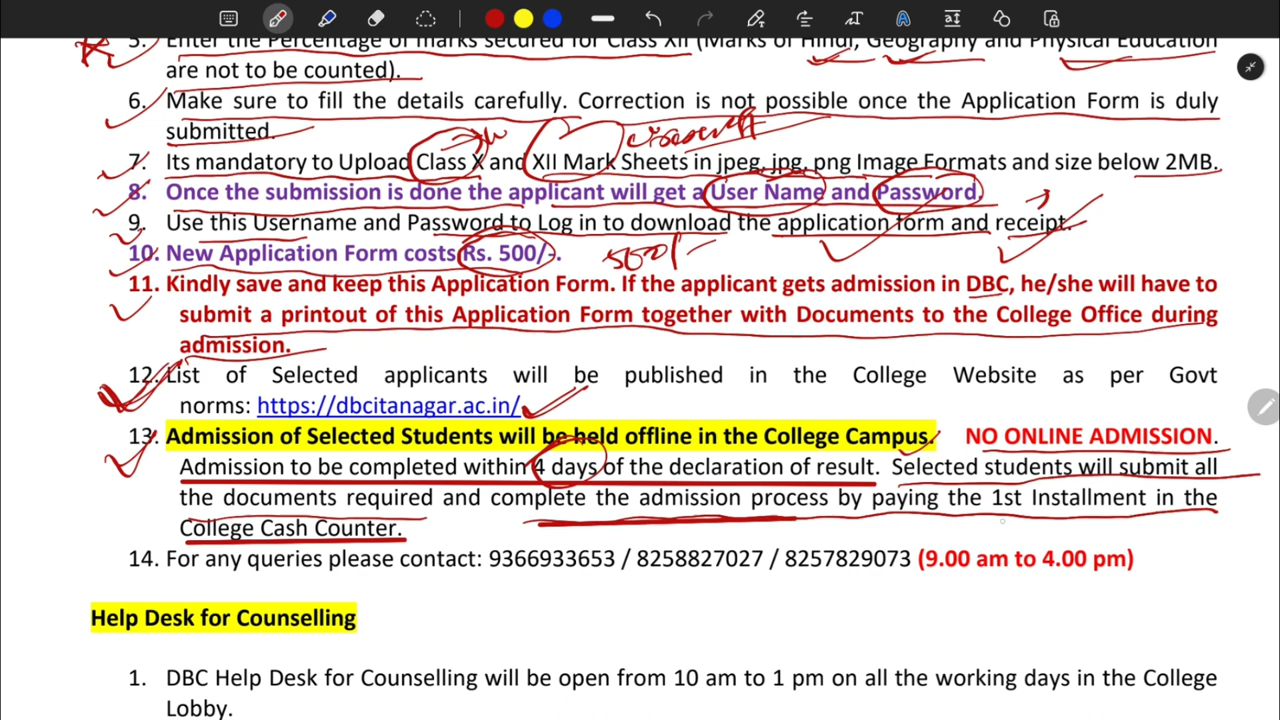 5. Enter the Percentage of marks secured for Class XII (Marks of Hindi, Geography and Physical Education
are not to be counted).
6. Make sure to fill the details carefully. Correction is not possible once the Application Form is duly
submitted.
7. Its mandatory to Upload Class X and XII Mark Sheets in jpeg, jpg, png Image Formats and size below 2MB.
8. Once the submission is done the applicant will get a User Name and Password.
9. Use this Username and Password to Log in to download the application form and receipt.
10. New Application Form costs Rs. 500/-. 500/-
11. Kindly save and keep this Application Form. If the applicant gets admission in DBC, he/she will have to
submit a printout of this Application Form together with Documents to the College Office during
admission.
12. List of Selected applicants will be published in the College Website as per Govt
norms: https://dbcitanagar.ac.in/
13. Admission of Selected Students will be held offline in the College Campus. NO ONLINE ADMISSION.
Admission to be completed within 4 days of the declaration of result. Selected students will submit all
the documents required and complete the admission process by paying the 1st Installment in the
College Cash Counter.
14. For any queries please contact: 9366933653 / 8258827027 / 8257829073 (9.00 am to 4.00 pm)
Help Desk for Counselling
1. DBC Help Desk for Counselling will be open from 10 am to 1 pm on all the working days in the College
Lobby.